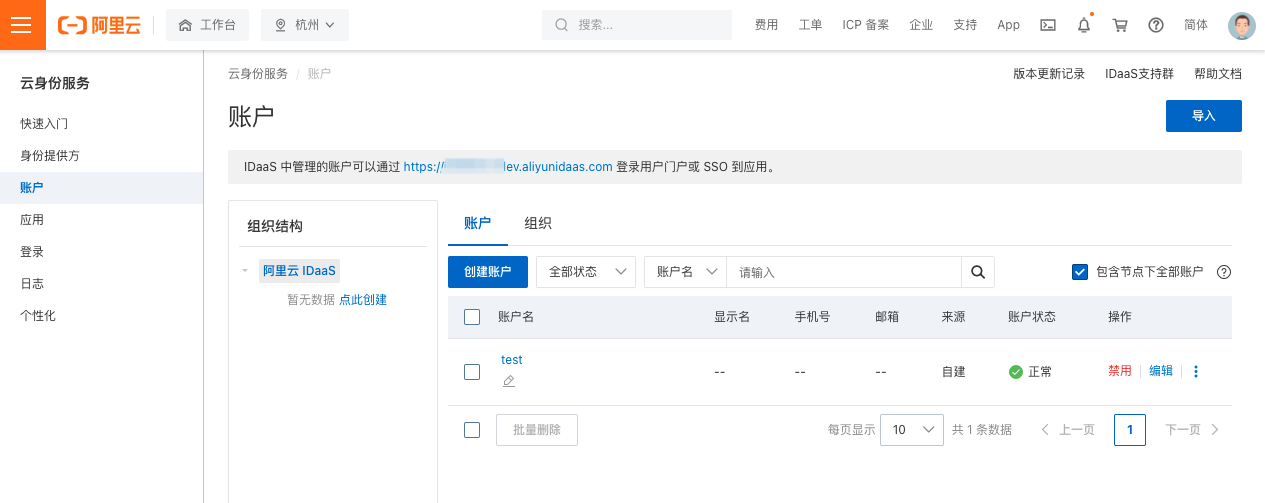 阿里云 工作台 杭州 搜索... 费用 工单 ICP 备案 企业 支持 App 简体
云身份服务
快速入门
身份提供方
账户
应用
登录
日志
个性化
云身份服务 / 账户 版本更新记录 IDaaS支持群 帮助文档
账户 导入
IDaaS 中管理的账户可以通过 https:// lev.aliyunidaas.com 登录用户门户或 SSO 到应用。
组织结构
阿里云 IDaaS
暂无数据 点此创建
账户 组织
创建账户 全部状态 账户名 请输入 包含节点下全部账户
账户名 显示名 手机号 邮箱 来源 账户状态 操作
test -- -- -- 自建 正常 禁用 编辑
批量删除 每页显示 10 共 1 条数据 上一页 1 下一页